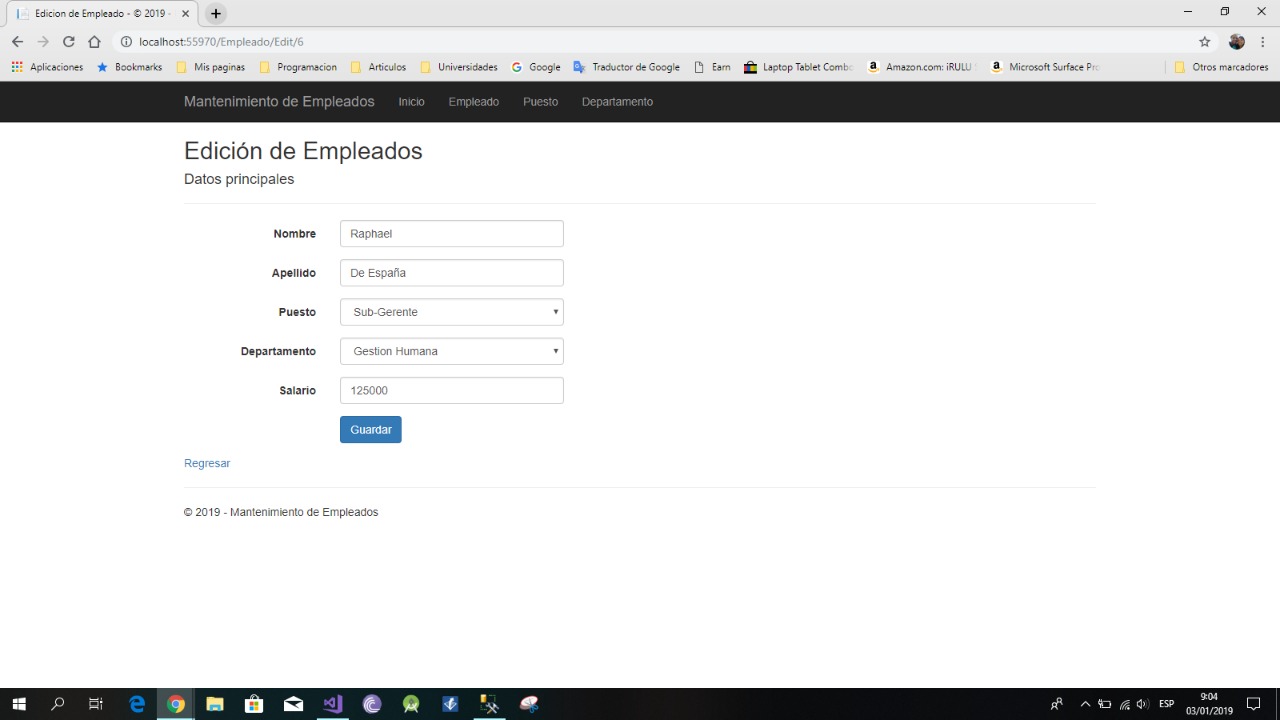 Edicion de Empleado - © 2019 -
localhost:55970/Empleado/Edit/6
Aplicaciones Bookmarks Mis paginas Programacion Articulos Universidades Google Traductor de Google Earn Laptop Tablet Combo Amazon.com: iRULU Microsoft Surface Pro Otros marcadores
Mantenimiento de Empleados Inicio Empleado Puesto Departamento
Edición de Empleados
Datos principales
Nombre Raphael
Apellido De España
Puesto Sub-Gerente
Departamento Gestion Humana
Salario 125000
Guardar
Regresar
© 2019 - Mantenimiento de Empleados
ESP 9:04
03/01/2019